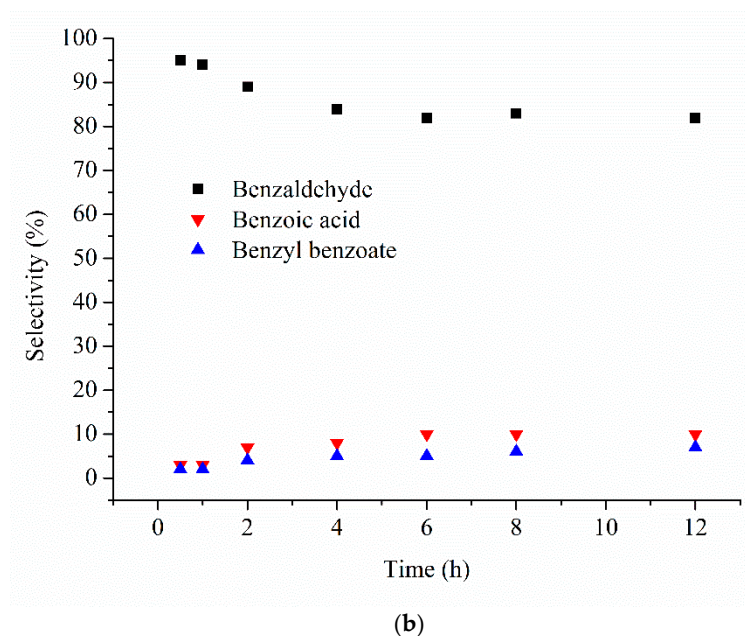 100
90
80
70
60
50
40
30
20
10
0
Selectivity (%)
Benzaldehyde
Benzoic acid
Benzyl benzoate
0 2 4 6 8 10 12
Time (h)
(b)